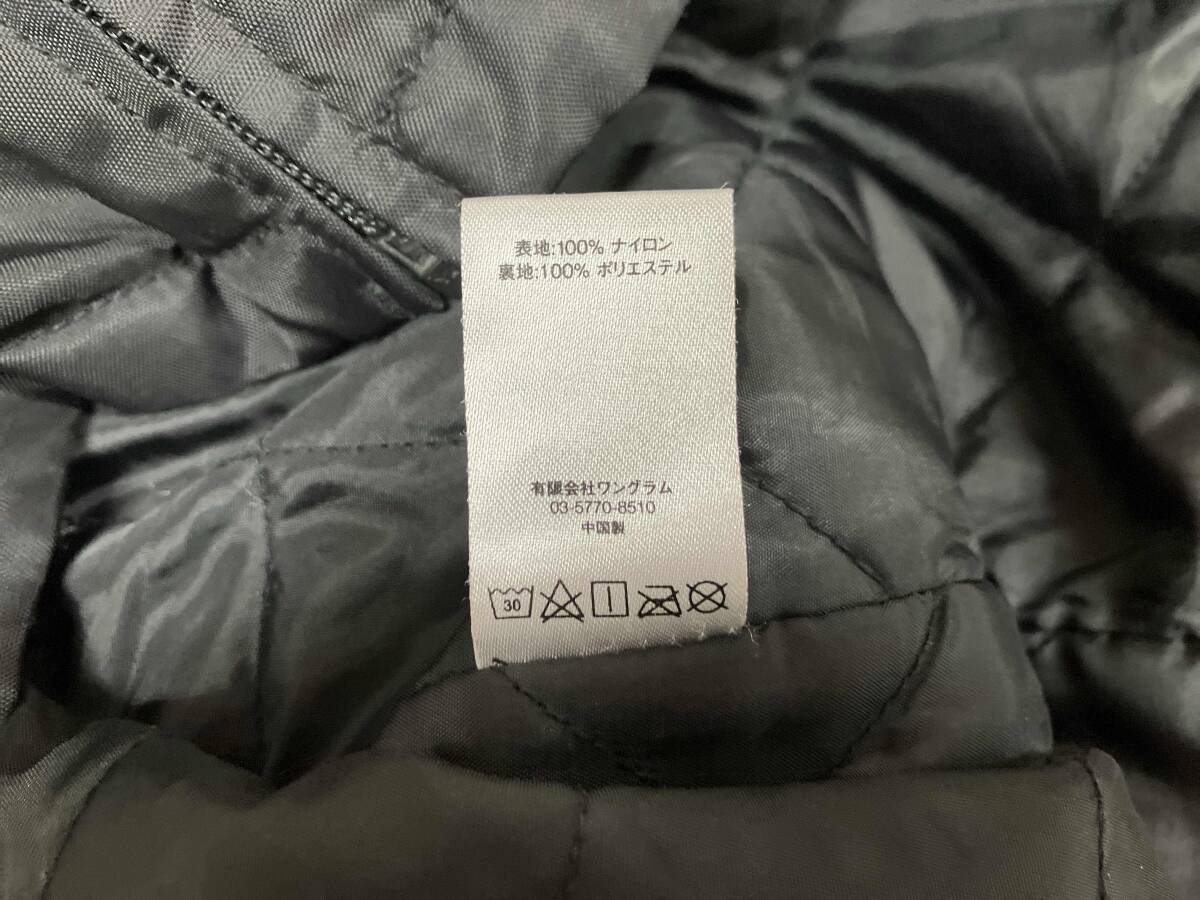 表地:100% ナイロン
裏地:100% ポリエステル
有限会社ワングラム
03-5770-8510
中国製
30